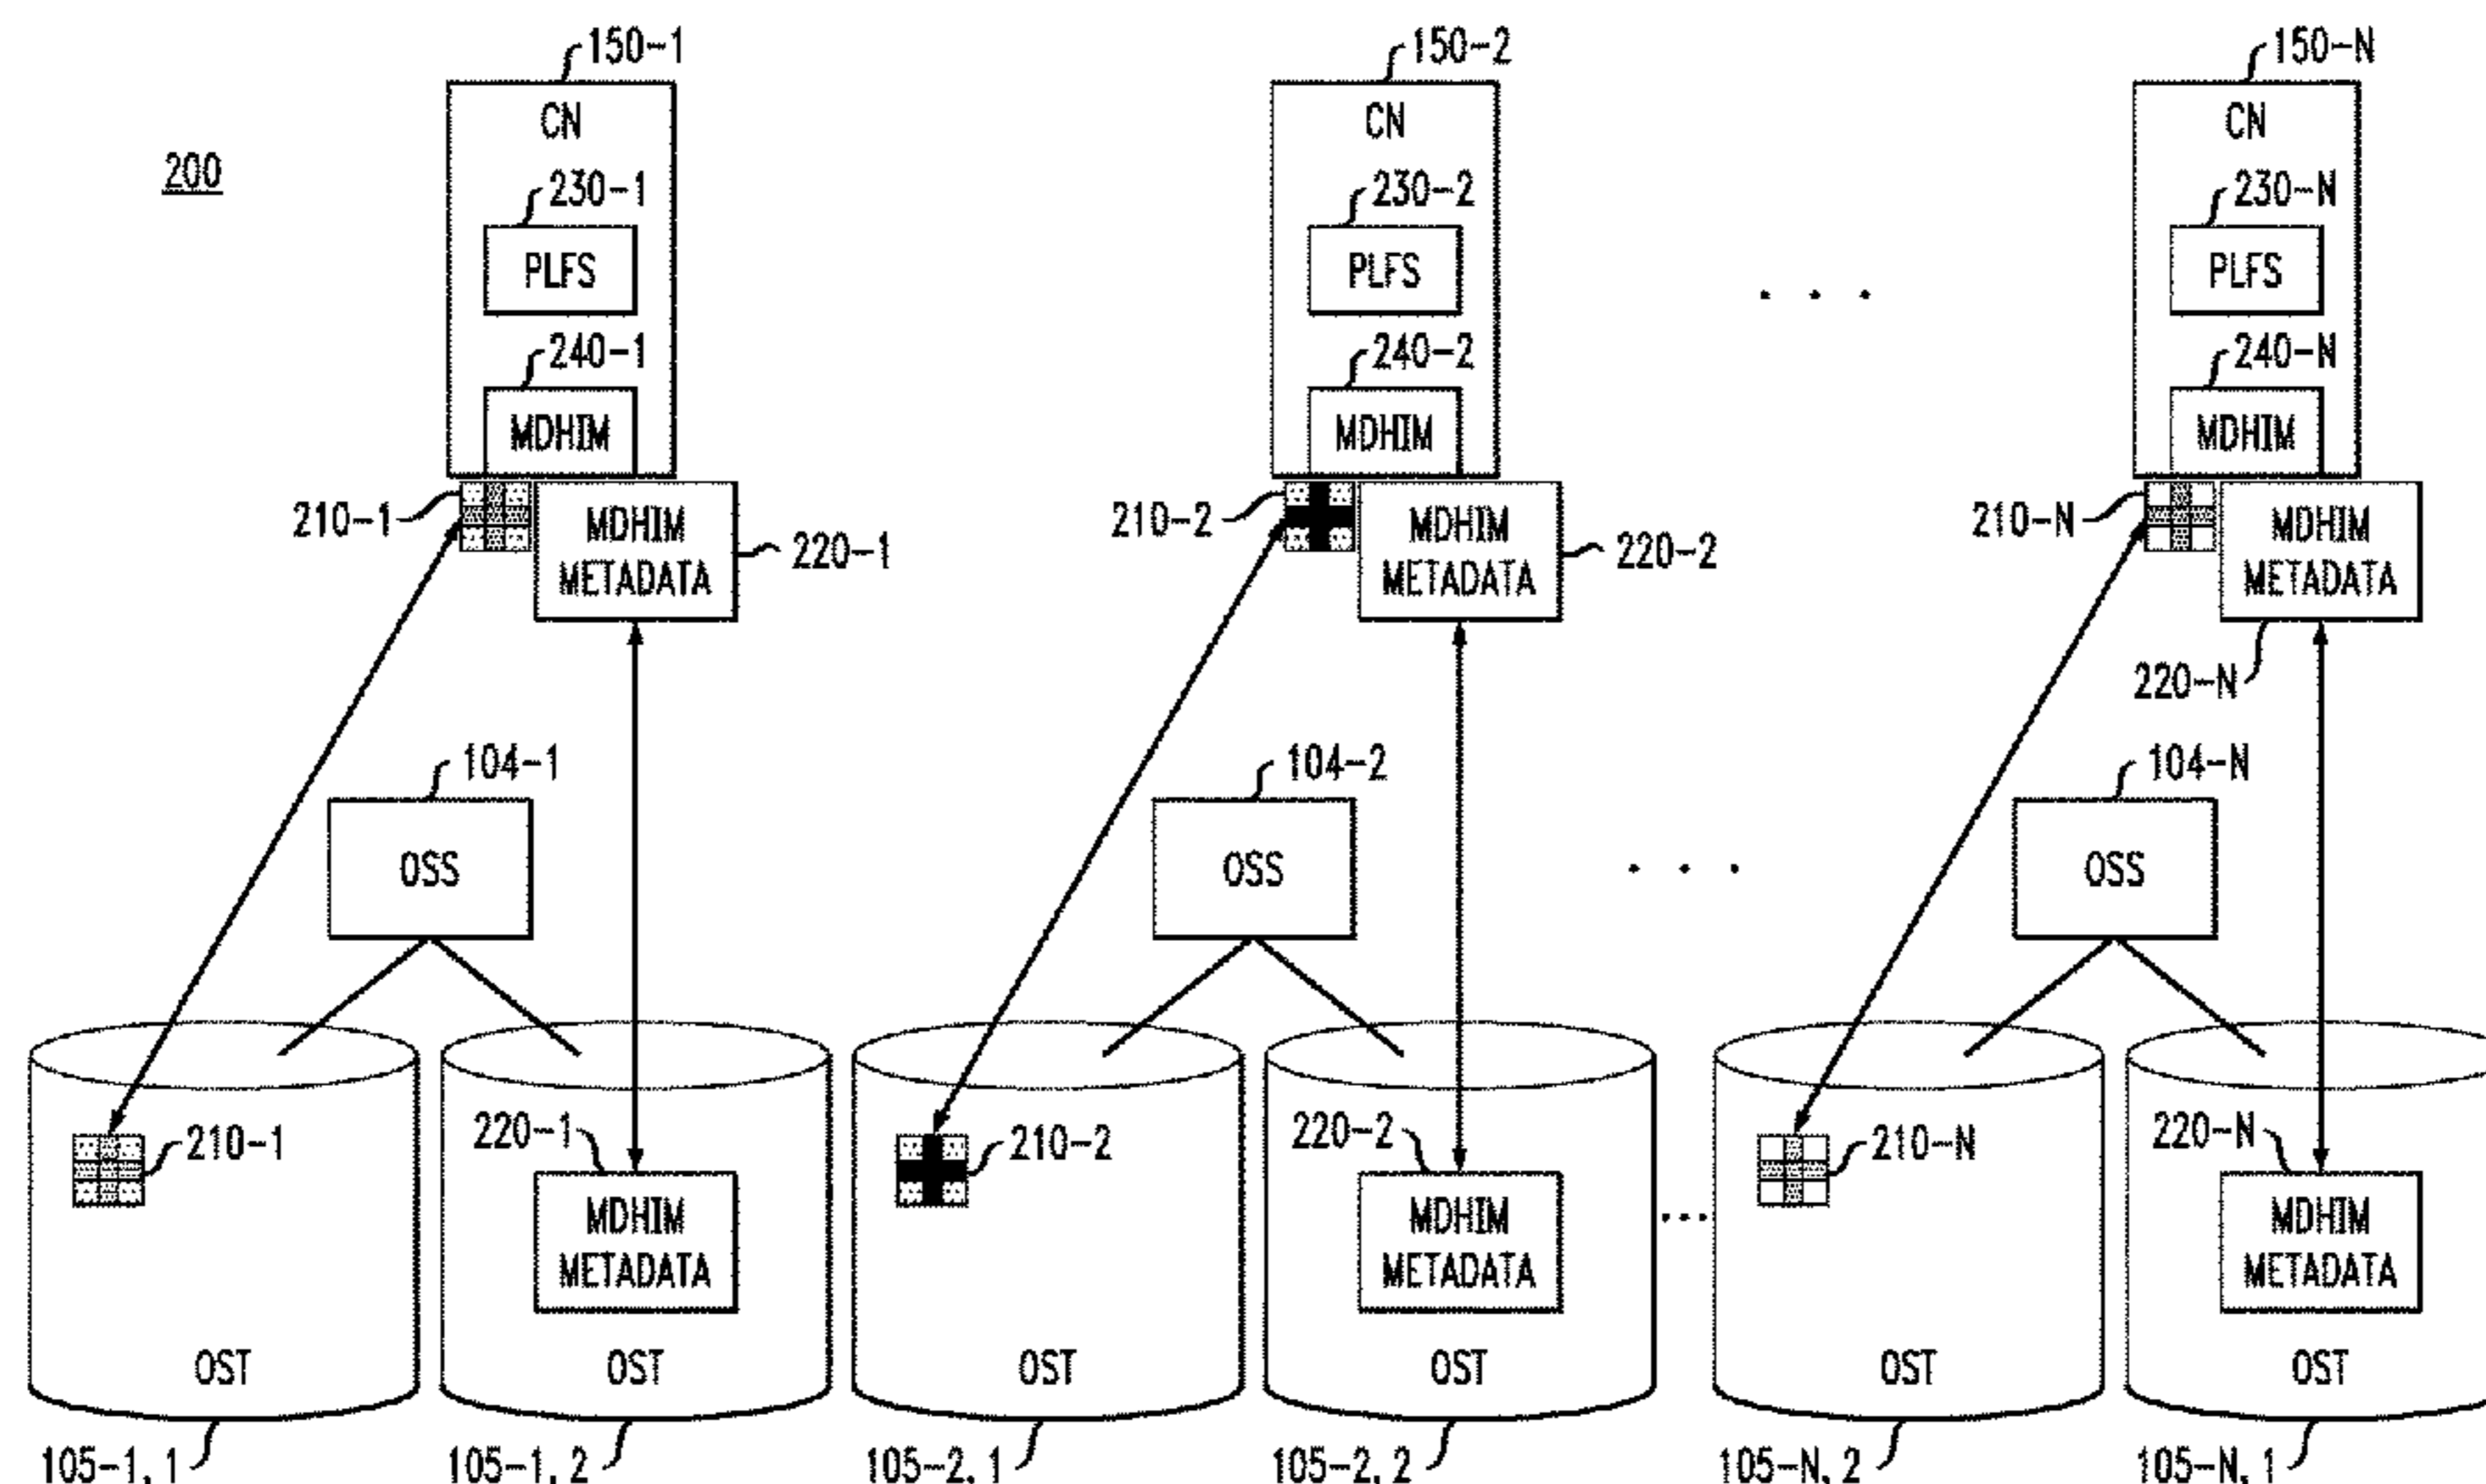 150-1 150-2 150-N
CN CN CN
200
230-1 230-2 230-N
PLFS PLFS PLFS
240-1 240-2 240-N
MDHIM MDHIM MDHIM
210-1 210-2 210-N
MDHIM MDHIM MDHIM
METADATA METADATA METADATA
220-1 220-2
220-N
104-1 104-2 104-N
OSS OSS OSS
210-1 220-1 210-2 220-2 210-N 220-N
MDHIM MDHIM MDHIM
METADATA METADATA METADATA
OST OST OST OST OST OST
105-1,1 105-1,2 105-2,1 105-2,2 105-N,2 105-N,1